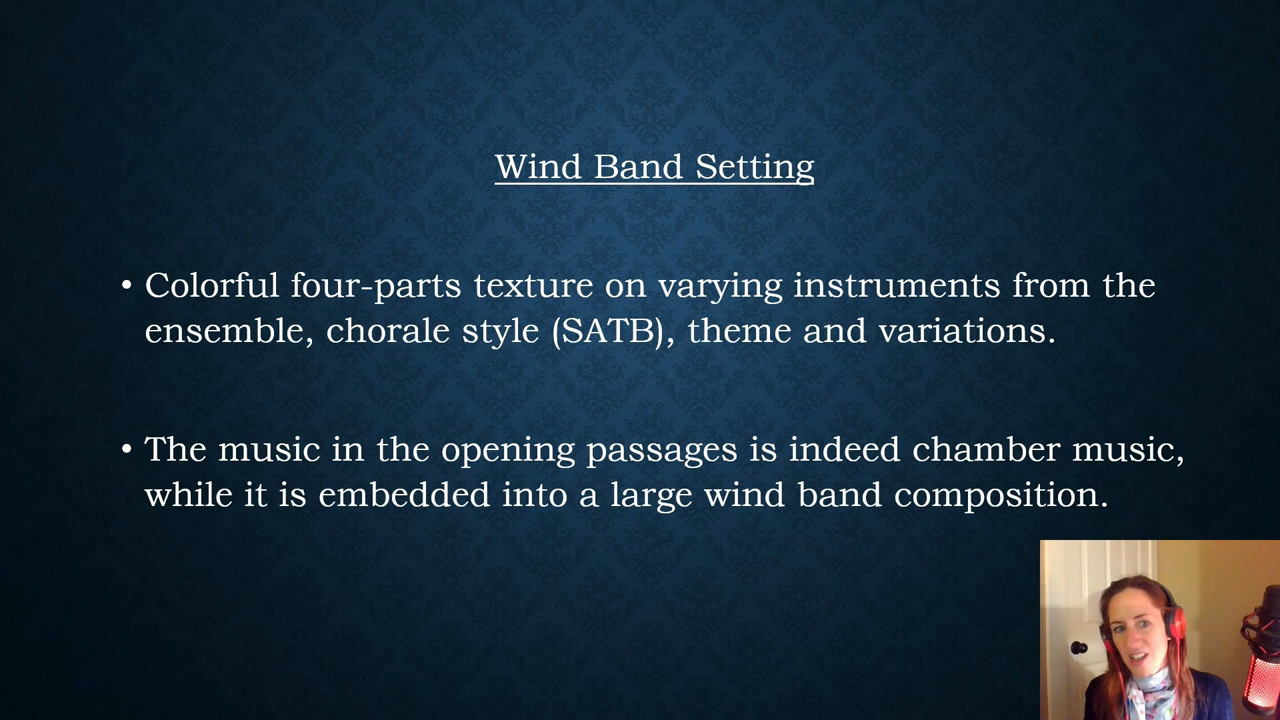 Wind Band Setting
• Colorful four-parts texture on varying instruments from the
ensemble, chorale style (SATB), theme and variations.
• The music in the opening passages is indeed chamber music,
while it is embedded into a large wind band composition.